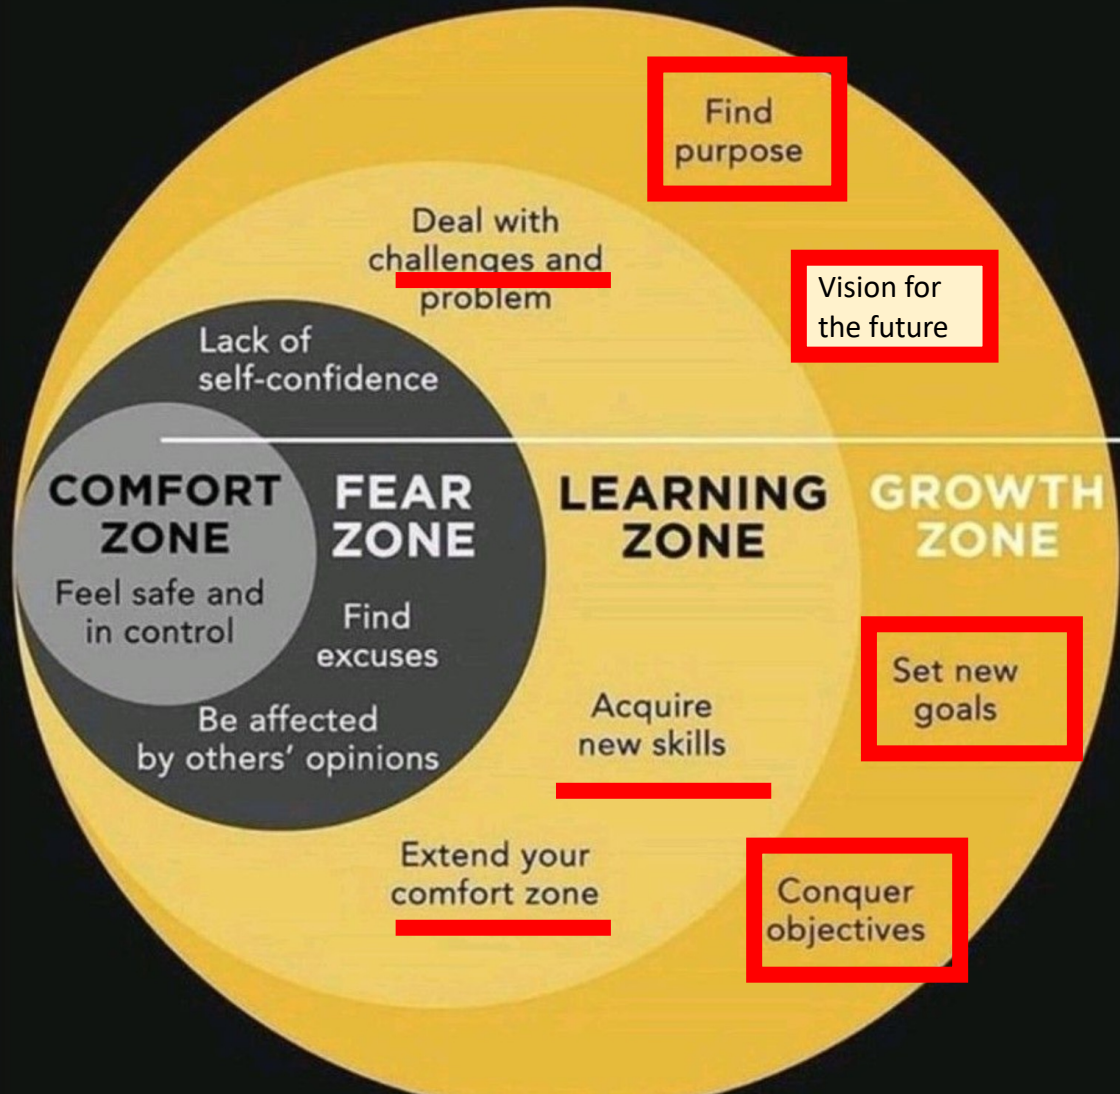 Find
purpose
Deal with
challenges and
problem
Vision for
the future
Lack of
self-confidence
COMFORT
ZONE
Feel safe and
in control
FEAR
ZONE
Find
excuses
Be affected
by others' opinions
LEARNING
ZONE
Acquire
new skills
Extend your
comfort zone
GROWTH
ZONE
Set new
goals
Conquer
objectives